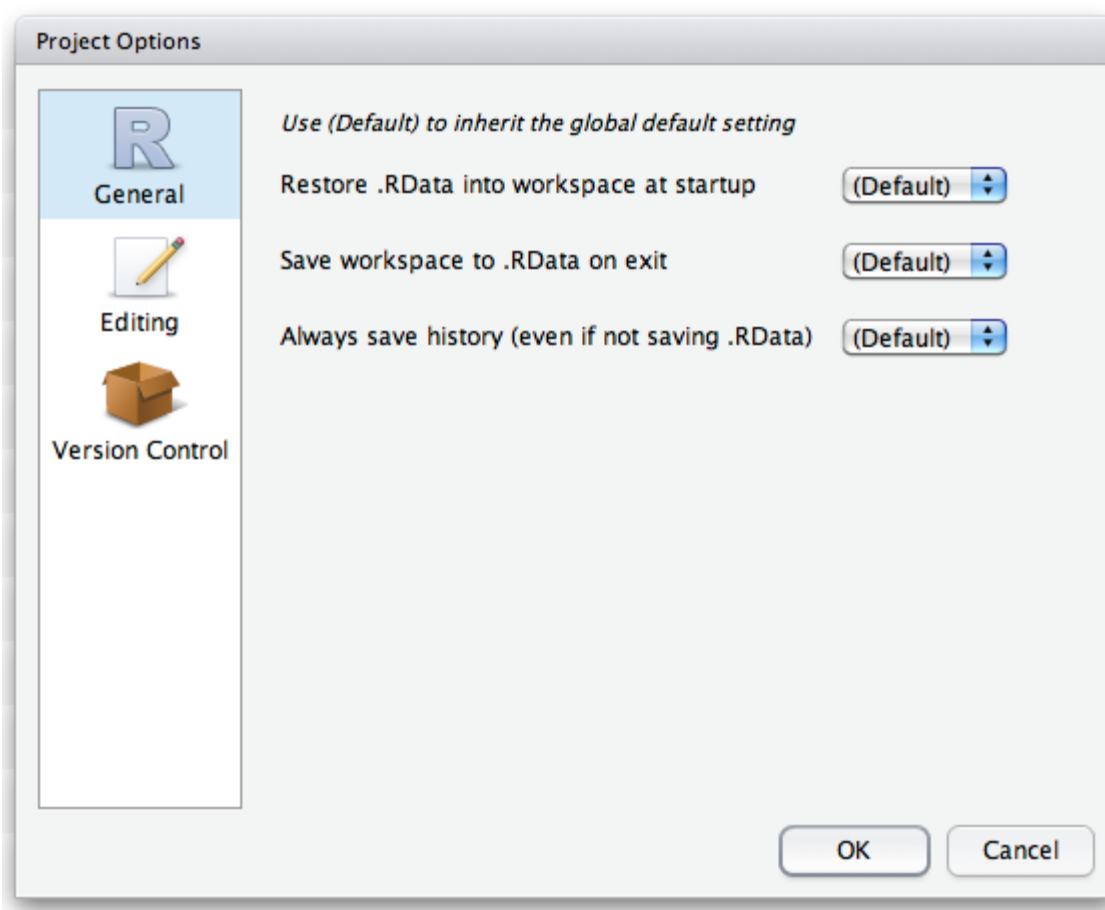 Project Options
R
General
Editing
Version Control
Use (Default) to inherit the global default setting
Restore .RData into workspace at startup (Default)
Save workspace to .RData on exit (Default)
Always save history (even if not saving .RData) (Default)
OK Cancel